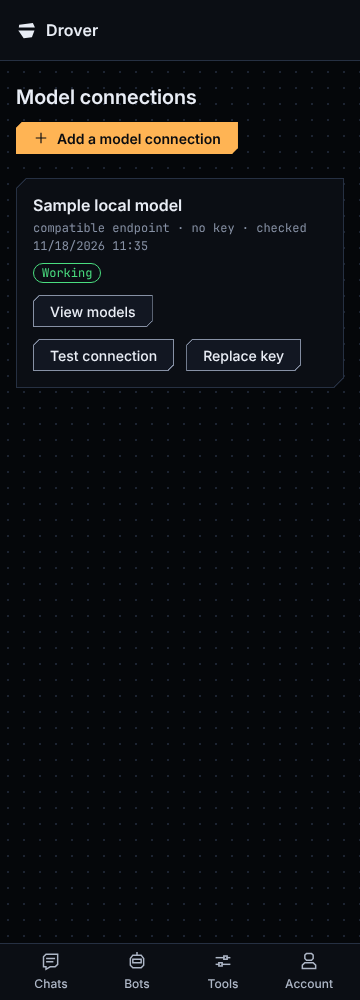 Drover
Model connections
Add a model connection
Sample local model
compatible endpoint · no key · checked
11/18/2026 11:35
Working
View models
Test connection
Replace key
Chats
Bots
Tools
Account